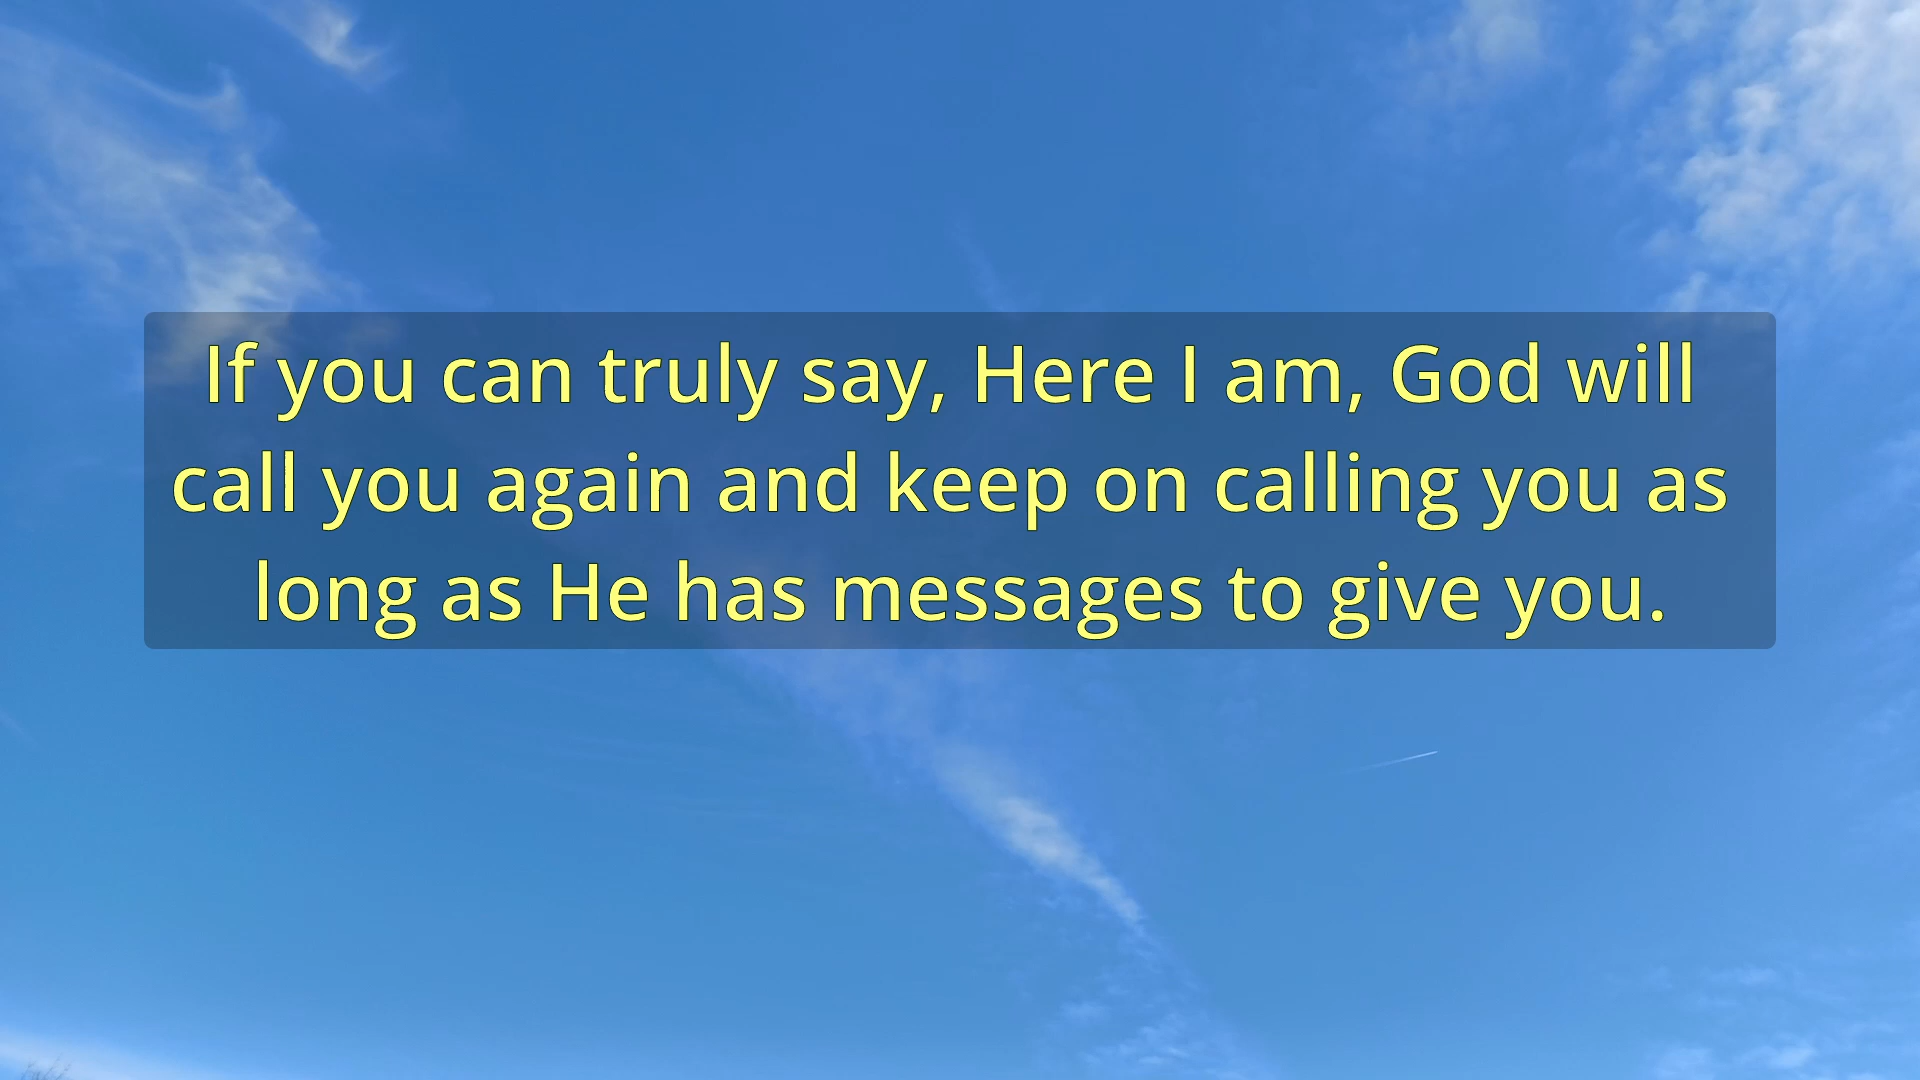 If you can truly say, Here I am, God will
call you again and keep on calling you as
long as He has messages to give you.